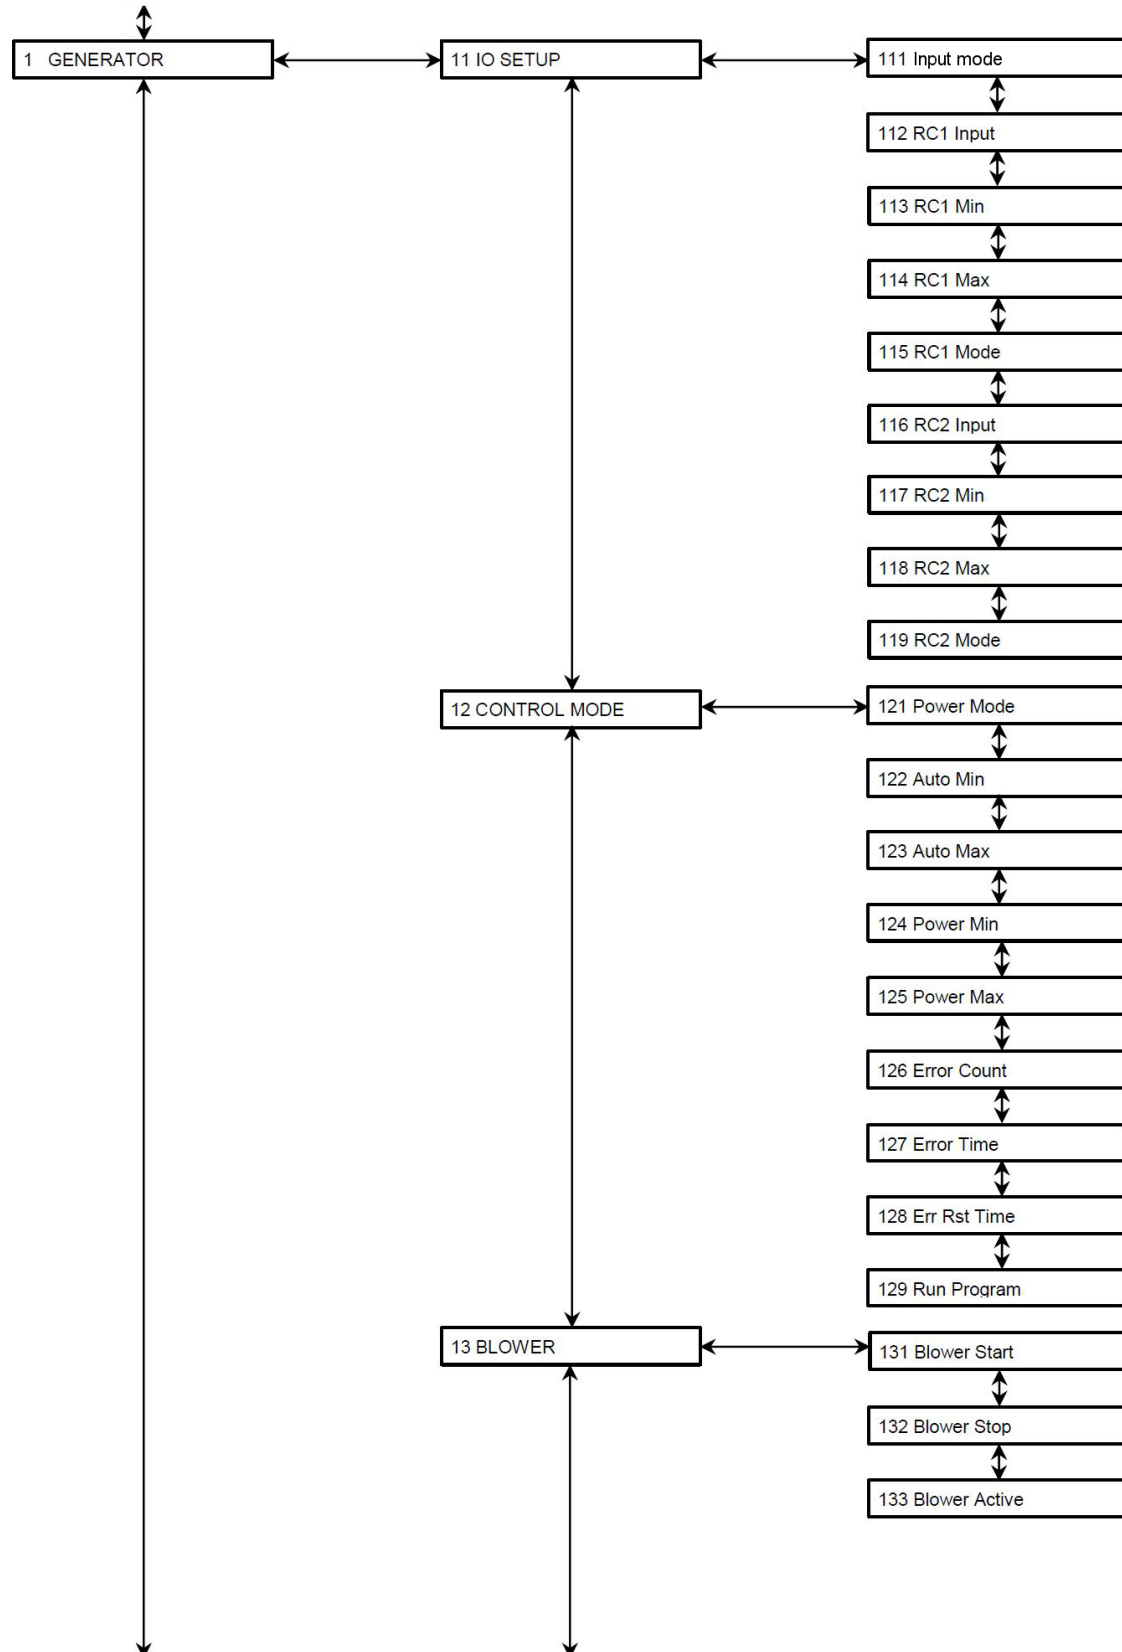 1 GENERATOR
11 IO SETUP
111 Input mode
112 RC1 Input
113 RC1 Min
114 RC1 Max
115 RC1 Mode
116 RC2 Input
117 RC2 Min
118 RC2 Max
119 RC2 Mode
12 CONTROL MODE
121 Power Mode
122 Auto Min
123 Auto Max
124 Power Min
125 Power Max
126 Error Count
127 Error Time
128 Err Rst Time
129 Run Program
13 BLOWER
131 Blower Start
132 Blower Stop
133 Blower Active